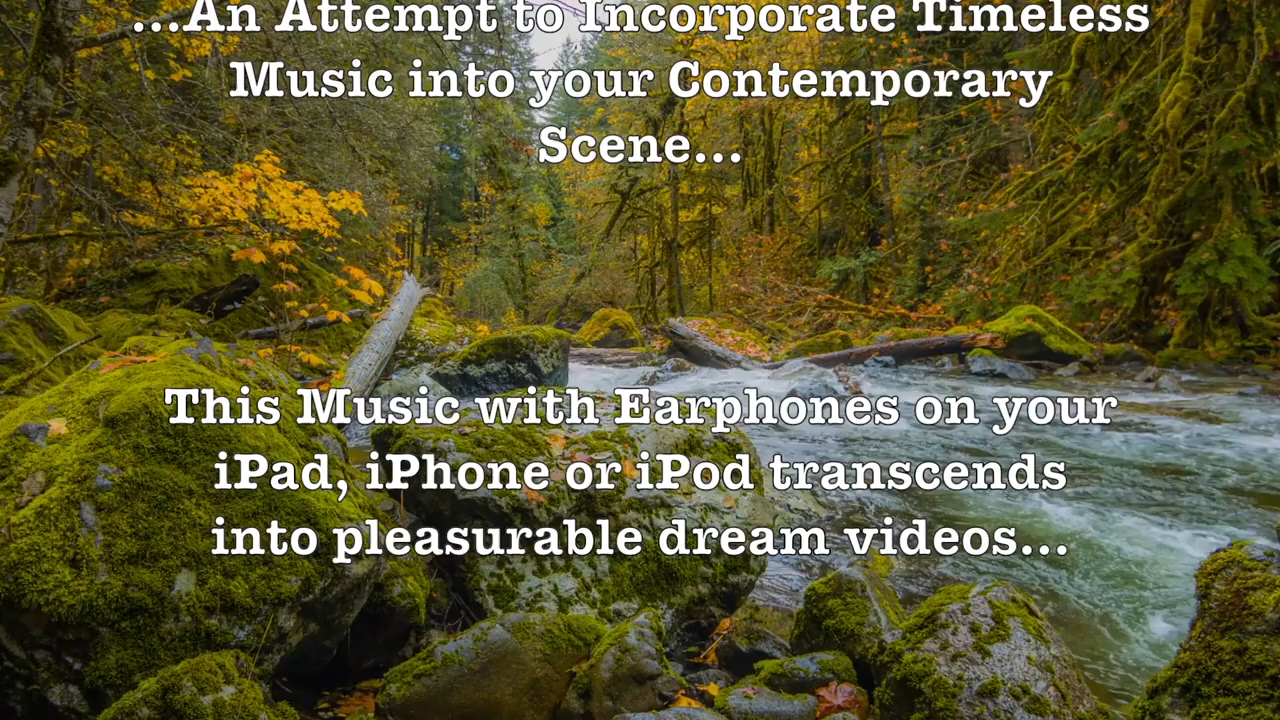 ...An Attempt to Incorporate Timeless
Music into your Contemporary
Scene...
This Music with Earphones on your
iPad, iPhone or iPod transcends
into pleasurable dream videos...